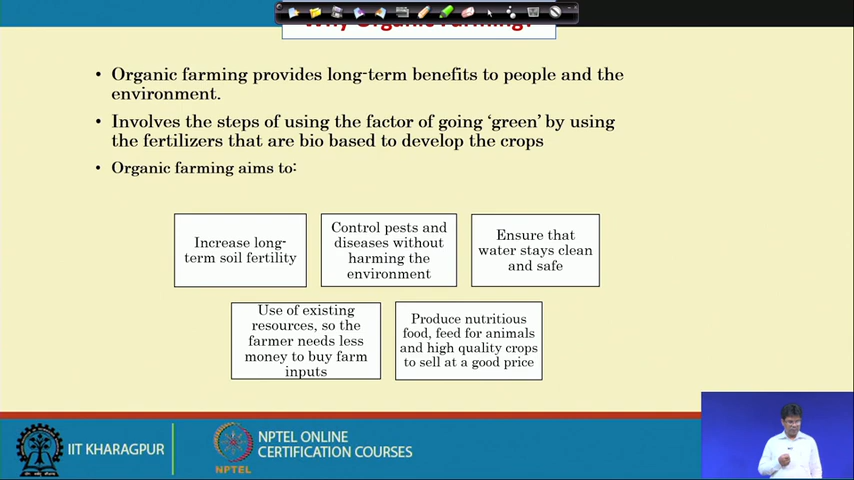 Why Organic Farming?
• Organic farming provides long-term benefits to people and the
environment.
• Involves the steps of using the factor of going ‘green’ by using
the fertilizers that are bio based to develop the crops
• Organic farming aims to:
Increase long-
term soil fertility
Control pests and
diseases without
harming the
environment
Ensure that
water stays clean
and safe
Use of existing
resources, so the
farmer needs less
money to buy farm
inputs
Produce nutritious
food, feed for animals
and high quality crops
to sell at a good price
IIT KHARAGPUR
NPTEL
NPTEL ONLINE
CERTIFICATION COURSES